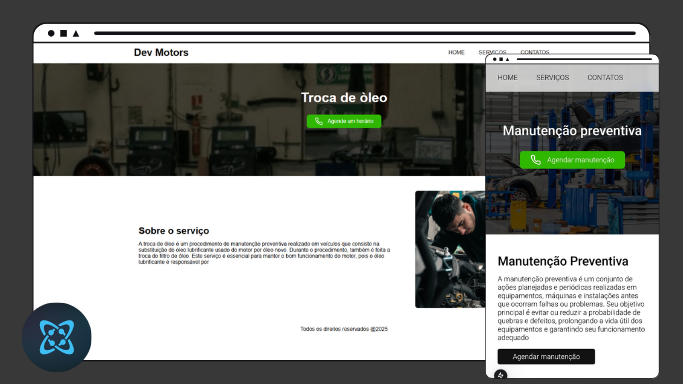 Dev Motors
HOME SERVIÇOS CONTATOS
Troca de òleo
Agende um horário
Sobre o serviço
A troca de óleo é um procedimento de manutenção preventiva realizado em veículos que consiste na
substituição do óleo lubrificante usado do motor por óleo novo. Durante o procedimento, também é feita a
troca do filtro de óleo. Este serviço é essencial para manter o bom funcionamento do motor, pois o óleo
lubrificante é responsável por
Todos os direitos reservados @2025
HOME SERVIÇOS CONTATOS
Manutenção preventiva
Agendar manutenção
Manutenção Preventiva
A manutenção preventiva é um conjunto de
ações planejadas e periódicas realizadas em
equipamentos, máquinas e instalações antes
que ocorram falhas ou problemas. Seu objetivo
principal é evitar ou reduzir a probabilidade de
quebras e defeitos, prolongando a vida útil dos
equipamentos e garantindo seu funcionamento
adequado
Agendar manutenção